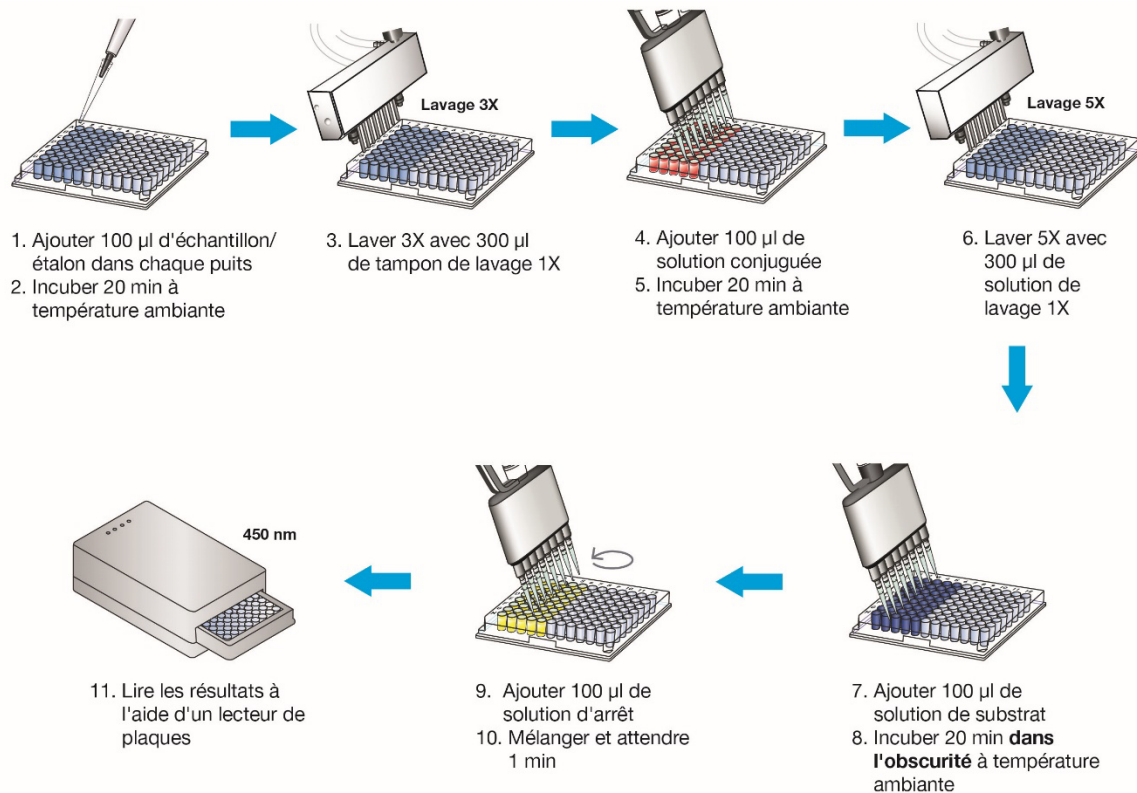 Lavage 3X
Lavage 5X
1. Ajouter 100 µl d'échantillon/
étalon dans chaque puits
2. Incuber 20 min à
température ambiante
3. Laver 3X avec 300 µl
de tampon de lavage 1X
4. Ajouter 100 µl de
solution conjuguée
5. Incuber 20 min à
température ambiante
6. Laver 5X avec
300 µl de
solution de
lavage 1X
7. Ajouter 100 µl de
solution de substrat
8. Incuber 20 min dans
l'obscurité à température
ambiante
9. Ajouter 100 µl de
solution d'arrêt
10. Mélanger et attendre
1 min
450 nm
11. Lire les résultats à
l'aide d'un lecteur de
plaques